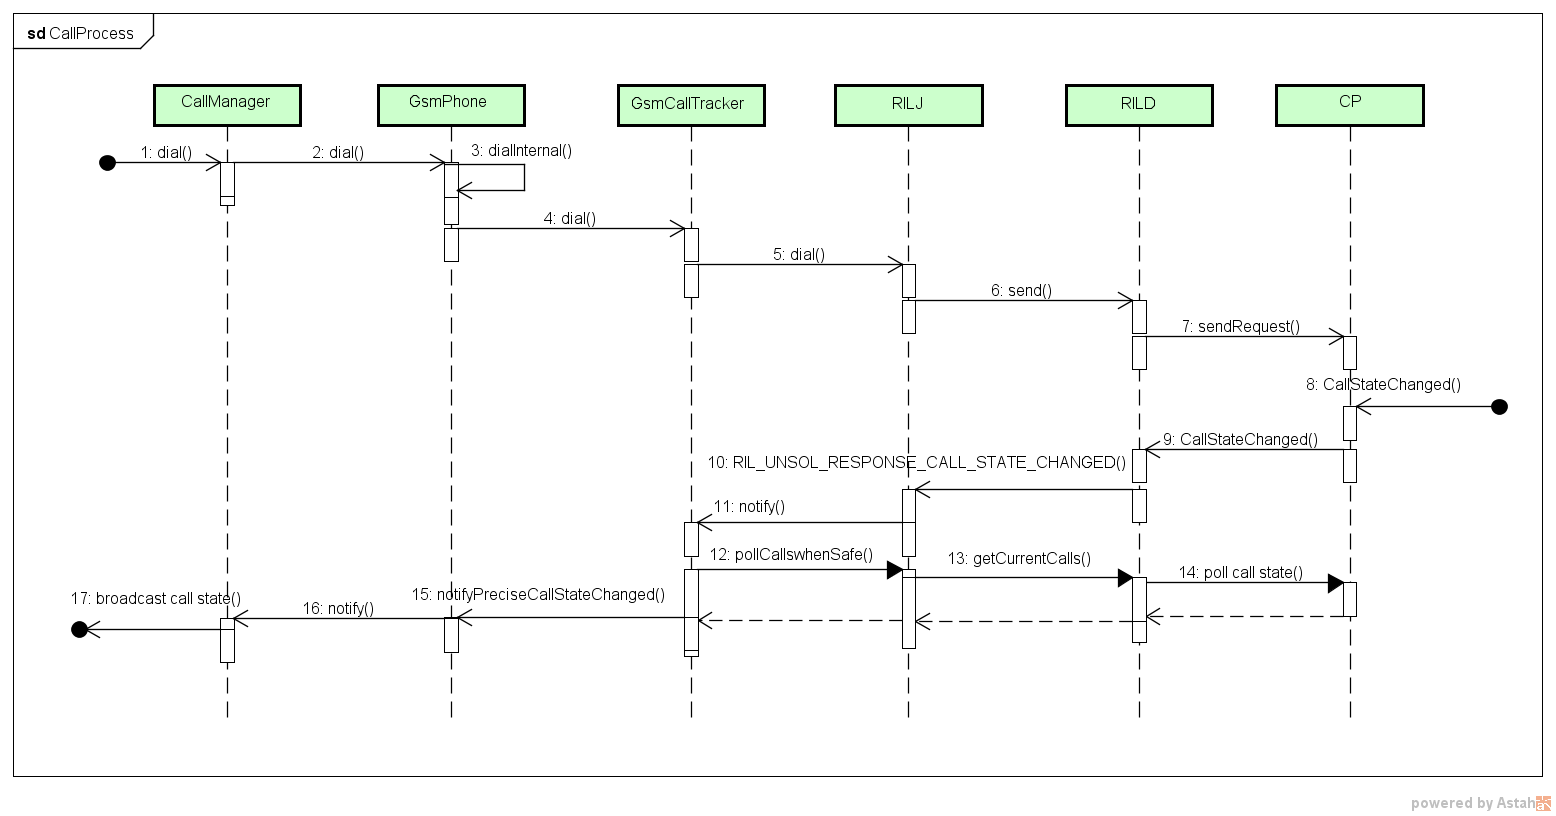 sd CallProcess
CallManager
GsmPhone
GsmCallTracker
RILJ
RILD
CP
1: dial()
2: dial()
3: dialInternal()
4: dial()
5: dial()
6: send()
7: sendRequest()
8: CallStateChanged()
9: CallStateChanged()
10: RIL_UNSOL_RESPONSE_CALL_STATE_CHANGED()
11: notify()
12: pollCallswhenSafe()
13: getCurrentCalls()
14: poll call state()
15: notifyPreciseCallStateChanged()
16: notify()
17: broadcast call state()
powered by Astah